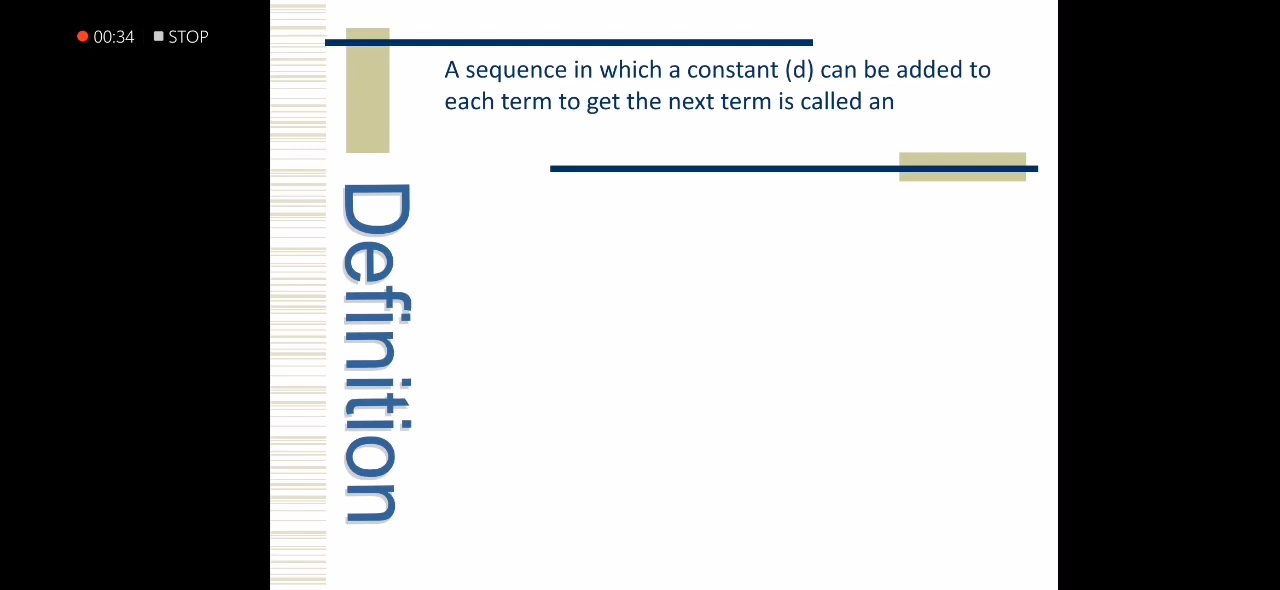 00:34 STOP
A sequence in which a constant (d) can be added to
each term to get the next term is called an
Definition